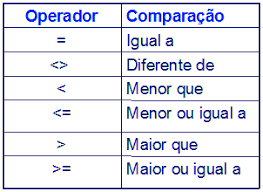 Operador Comparação
= Igual a
<> Diferente de
< Menor que
<= Menor ou igual a
> Maior que
>= Maior ou igual a